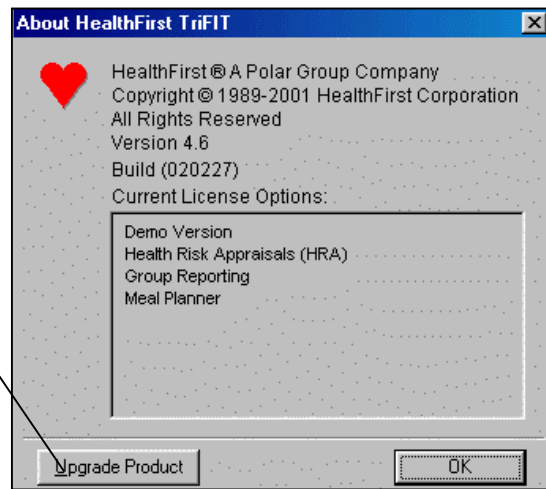 About HealthFirst TriFIT
HealthFirst ® A Polar Group Company
Copyright © 1989-2001 HealthFirst Corporation
All Rights Reserved
Version 4.6
Build (020227)
Current License Options:
Demo Version
Health Risk Appraisals (HRA)
Group Reporting
Meal Planner
Upgrade Product
OK